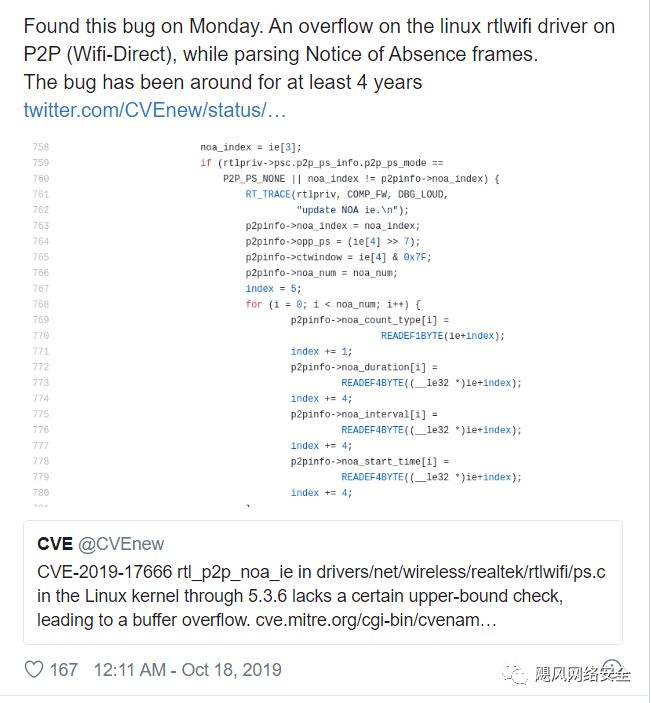 Found this bug on Monday. An overflow on the linux rtlwifi driver on
P2P (Wifi-Direct), while parsing Notice of Absence frames.
The bug has been around for at least 4 years
twitter.com/CVEnew/status/…
758 noa_index = ie[3];
759 if (rtlpriv->psc.p2p_ps_info.p2p_ps_mode ==
760 P2P_PS_NONE || noa_index != p2pinfo->noa_index) {
761 RT_TRACE(rtlpriv, COMP_FW, DBG_LOUD,
762 "update NOA ie.\n");
763 p2pinfo->noa_index = noa_index;
764 p2pinfo->opp_ps = (ie[4] >> 7);
765 p2pinfo->ctwindow = ie[4] & 0x7F;
766 p2pinfo->noa_num = noa_num;
767 index = 5;
768 for (i = 0; i < noa_num; i++) {
769 p2pinfo->noa_count_type[i] =
770 READEF1BYTE(ie+index);
771 index += 1;
772 p2pinfo->noa_duration[i] =
773 READEF4BYTE((__le32 *)ie+index);
774 index += 4;
775 p2pinfo->noa_interval[i] =
776 READEF4BYTE((__le32 *)ie+index);
777 index += 4;
778 p2pinfo->noa_start_time[i] =
779 READEF4BYTE((__le32 *)ie+index);
780 index += 4;
CVE @CVEnew
CVE-2019-17666 rtl_p2p_noa_ie in drivers/net/wireless/realtek/rtlwifi/ps.c
in the Linux kernel through 5.3.6 lacks a certain upper-bound check,
leading to a buffer overflow. cve.mitre.org/cgi-bin/cvenam…
167 12:11 AM - Oct 18, 2019
飓风网络安全